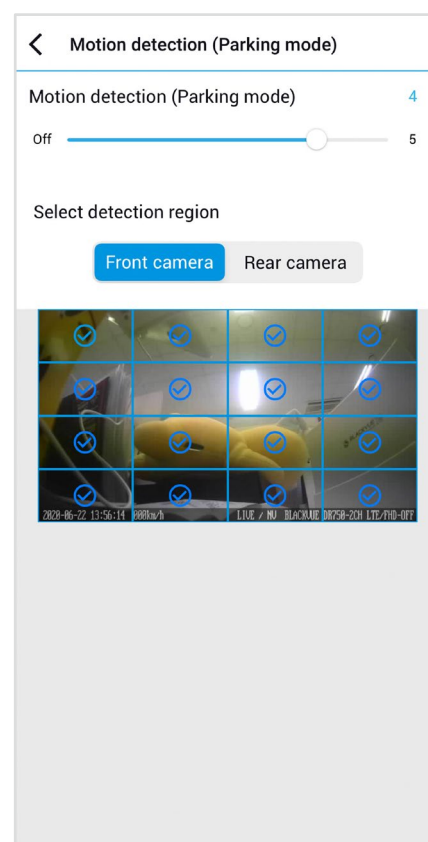 Motion detection (Parking mode)
Motion detection (Parking mode) 4
Off 5
Select detection region
Front camera Rear camera
2020-06-22 13:56:14 000km/h LIVE / NV BLACKVUE DR750-2CH LTE/FHD-OFF